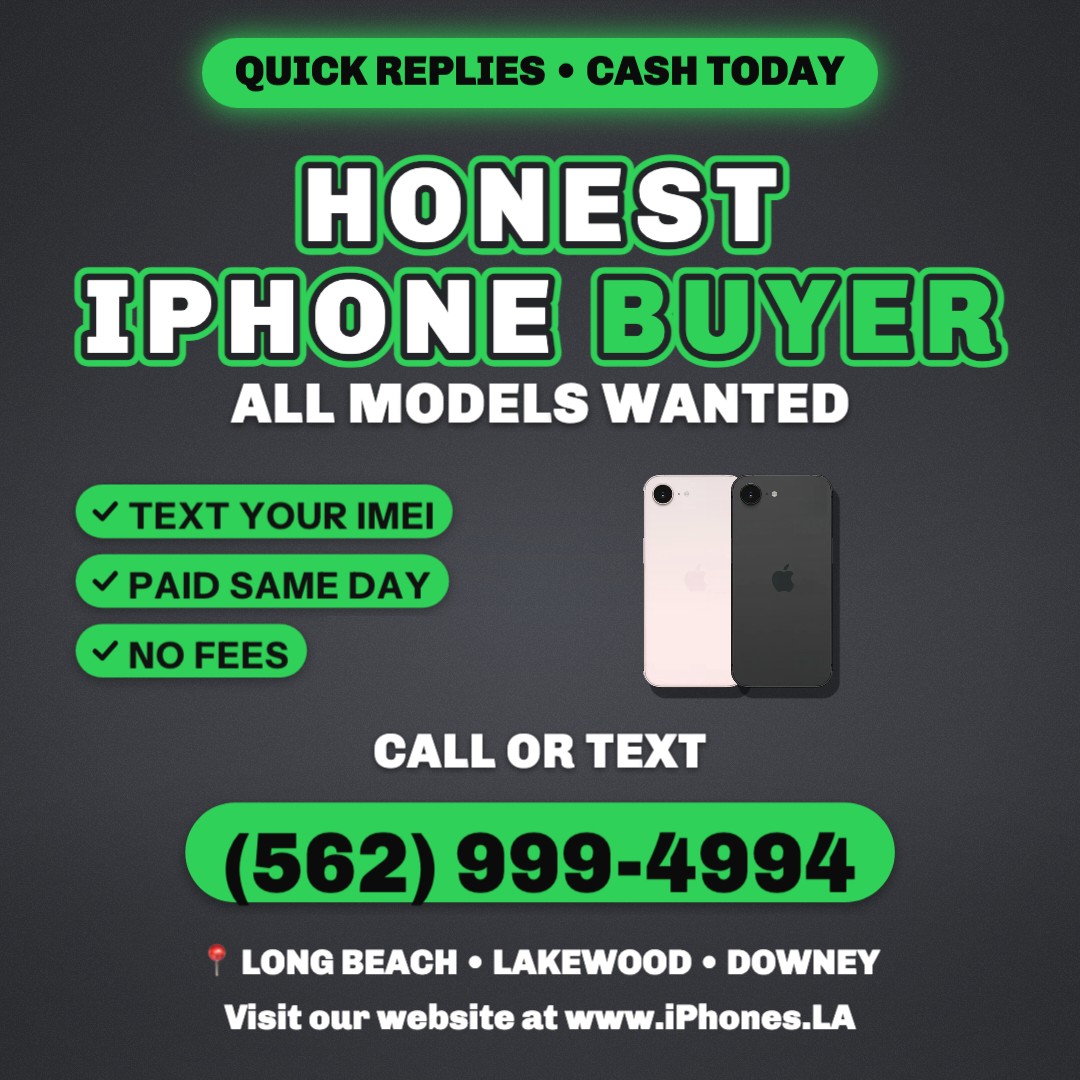 QUICK REPLIES • CASH TODAY
HONEST
IPHONE BUYER
ALL MODELS WANTED
✓ TEXT YOUR IMEI
✓ PAID SAME DAY
✓ NO FEES
CALL OR TEXT
(562) 999-4994
📍 LONG BEACH • LAKEWOOD • DOWNEY
Visit our website at www.iPhones.LA